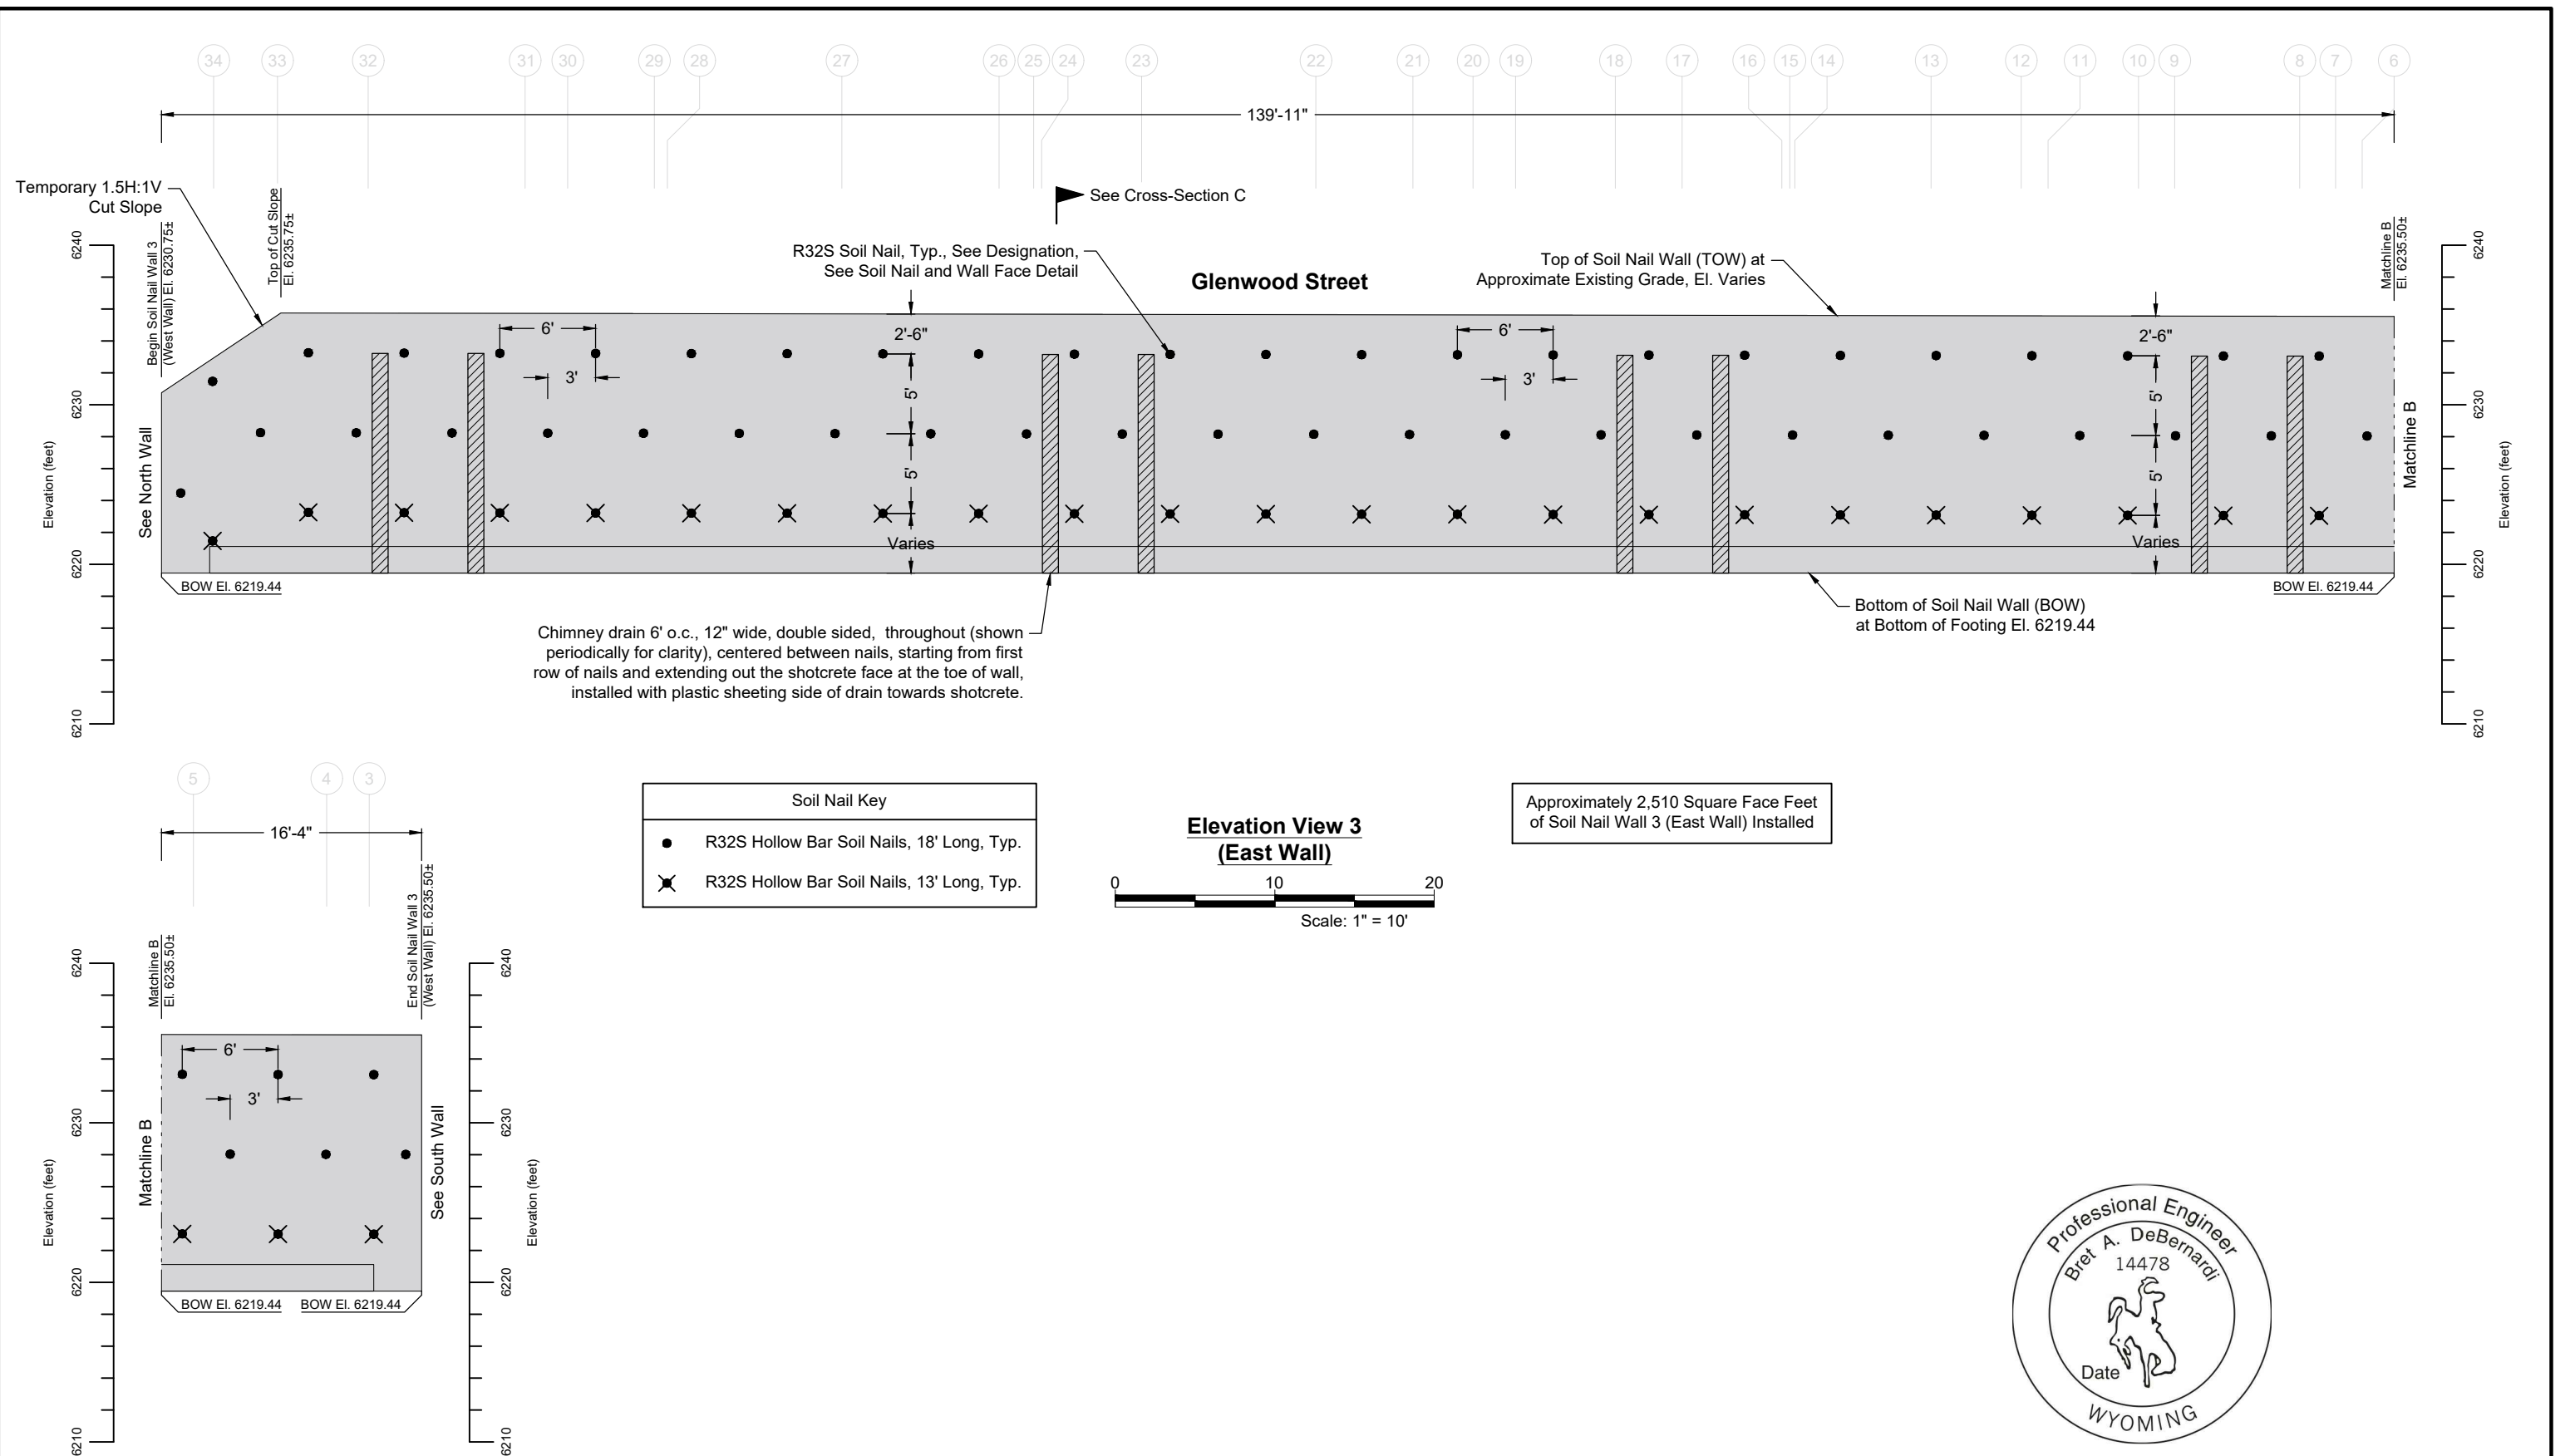 34 33 32 31 30 29 28 27 26 25 24 23 22 21 20 19 18 17 16 15 14 13 12 11 10 9 8 7 6
139'-11"
Temporary 1.5H:1V
Cut Slope
Begin Soil Nail Wall 3
(West Wall) El. 6230.75±
Top of Cut Slope
El. 6235.75±
See Cross-Section C
R32S Soil Nail, Typ., See Designation,
See Soil Nail and Wall Face Detail
Glenwood Street
Top of Soil Nail Wall (TOW) at
Approximate Existing Grade, El. Varies
Matchline B
El. 6235.50±
6240
6230
6220
6210
Elevation (feet)
See North Wall
6'
3'
2'-6"
5'
5'
Varies
6'
3'
2'-6"
5'
5'
Varies
Matchline B
6240
6230
6220
6210
Elevation (feet)
BOW El. 6219.44
BOW El. 6219.44
Chimney drain 6' o.c., 12" wide, double sided, throughout (shown
periodically for clarity), centered between nails, starting from first
row of nails and extending out the shotcrete face at the toe of wall,
installed with plastic sheeting side of drain towards shotcrete.
Bottom of Soil Nail Wall (BOW)
at Bottom of Footing El. 6219.44
5 4 3
16'-4"
Matchline B
El. 6235.50±
End Soil Nail Wall 3
(West Wall) El. 6235.50±
6240
6230
6220
6210
Elevation (feet)
Matchline B
6'
3'
See South Wall
6240
6230
6220
6210
Elevation (feet)
BOW El. 6219.44
BOW El. 6219.44
Soil Nail Key
R32S Hollow Bar Soil Nails, 18' Long, Typ.
R32S Hollow Bar Soil Nails, 13' Long, Typ.
Elevation View 3
(East Wall)
0 10 20
Scale: 1" = 10'
Approximately 2,510 Square Face Feet
of Soil Nail Wall 3 (East Wall) Installed
Professional Engineer
Bret A. DeBernardi
14478
Date
WYOMING